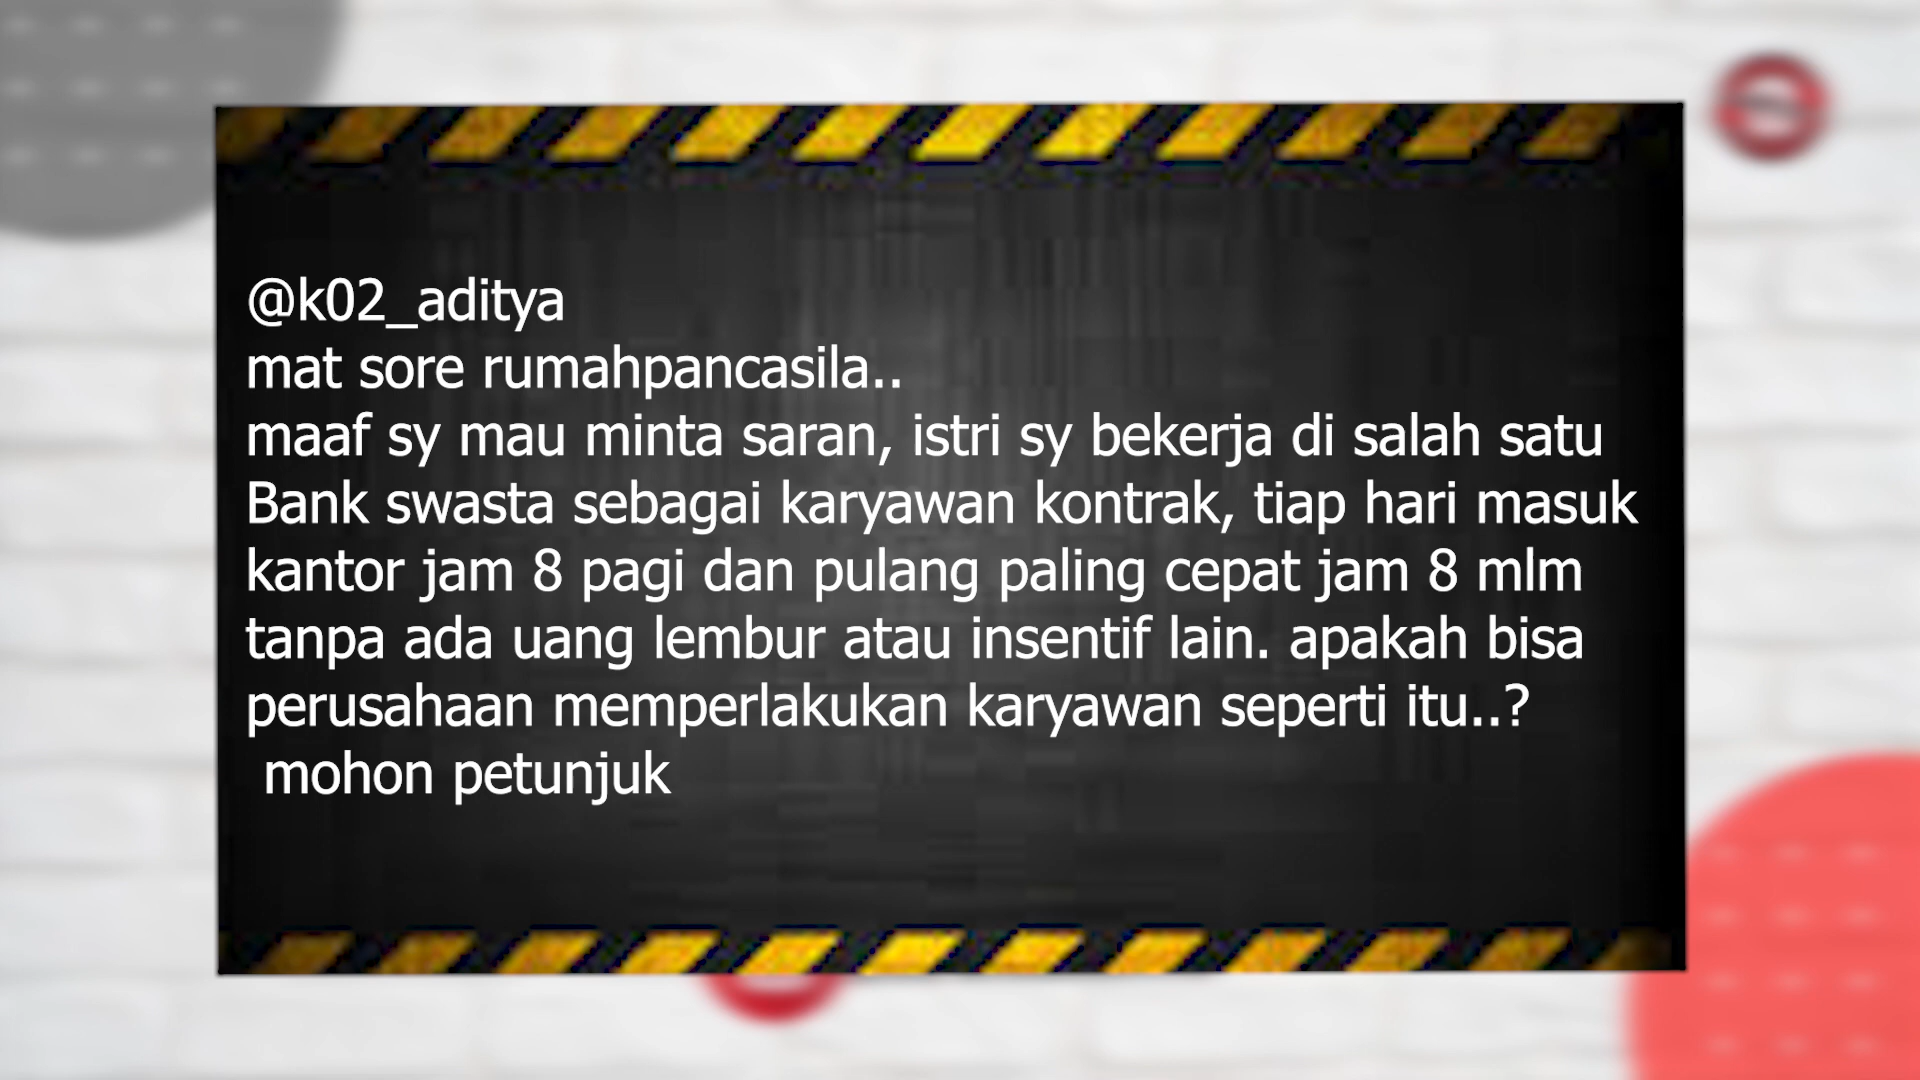 @k02_aditya
mat sore rumahpancasila..
maaf sy mau minta saran, istri sy bekerja di salah satu
Bank swasta sebagai karyawan kontrak, tiap hari masuk
kantor jam 8 pagi dan pulang paling cepat jam 8 mlm
tanpa ada uang lembur atau insentif lain. apakah bisa
perusahaan memperlakukan karyawan seperti itu..?
mohon petunjuk